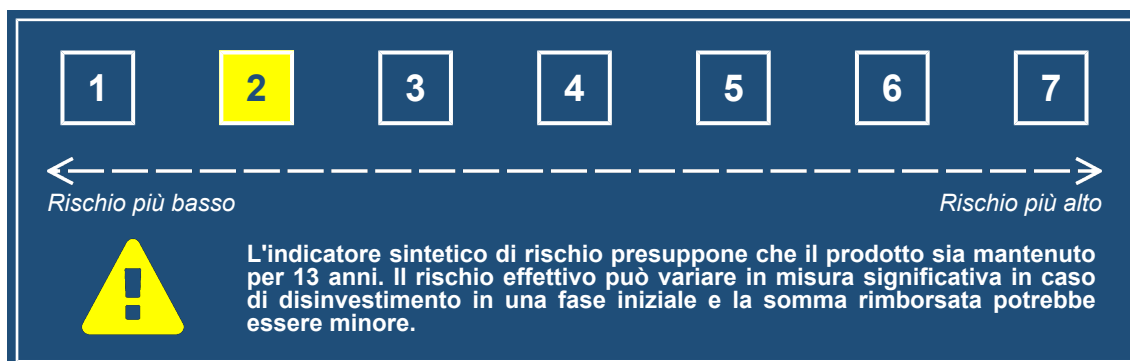 1 2 3 4 5 6 7
Rischio più basso Rischio più alto
L'indicatore sintetico di rischio presuppone che il prodotto sia mantenuto
per 13 anni. Il rischio effettivo può variare in misura significativa in caso
di disinvestimento in una fase iniziale e la somma rimborsata potrebbe
essere minore.